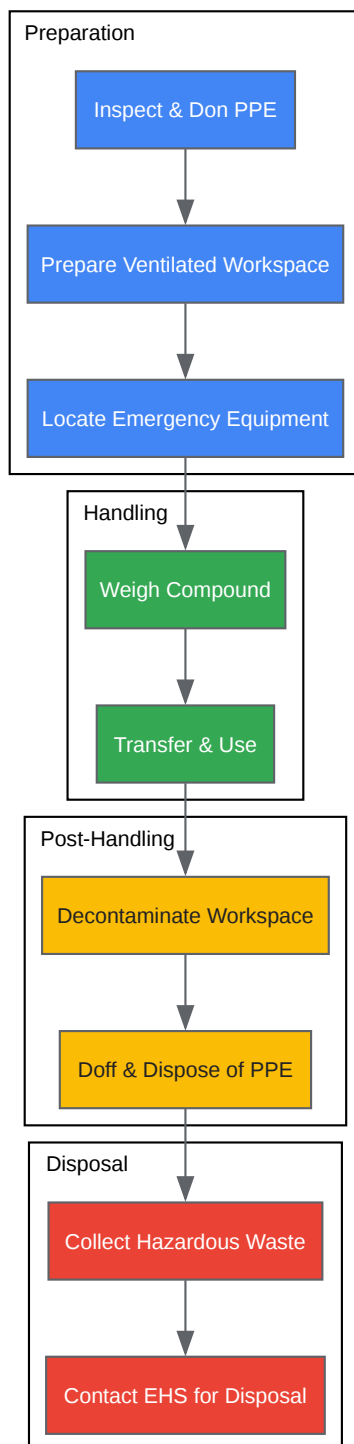 Preparation
Inspect & Don PPE
Prepare Ventilated Workspace
Locate Emergency Equipment
Handling
Weigh Compound
Transfer & Use
Post-Handling
Decontaminate Workspace
Doff & Dispose of PPE
Disposal
Collect Hazardous Waste
Contact EHS for Disposal